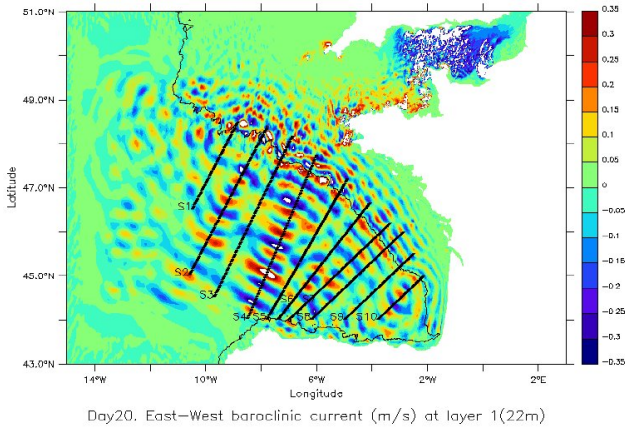 51.0°N
49.0°N
47.0°N
45.0°N
43.0°N
Latitude
14°W 10°W 6°W 2°W 2°E
Longitude
S1
S2
S3
S4 S5 S6 S8 S9 S10
0.35
0.3
0.25
0.2
0.15
0.1
0.05
0
-0.05
-0.1
-0.15
-0.2
-0.25
-0.3
-0.35
Day20. East-West baroclinic current (m/s) at layer 1(22m)